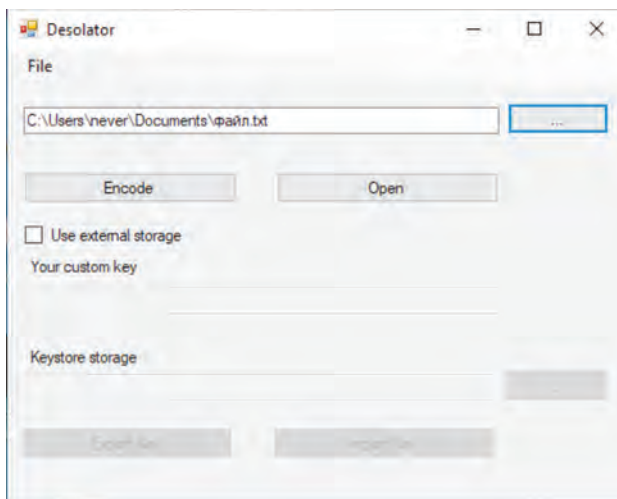 Desolator
File
C:\Users\never\Documents\файл.txt
...
Encode
Open
Use external storage
Your custom key
Keystore storage